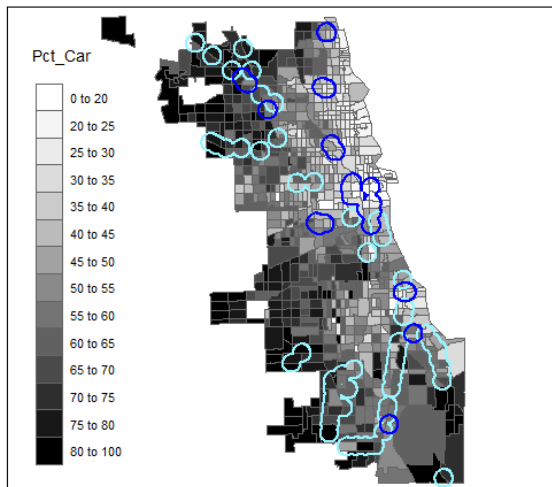 Pct_Car
0 to 20
20 to 25
25 to 30
30 to 35
35 to 40
40 to 45
45 to 50
50 to 55
55 to 60
60 to 65
65 to 70
70 to 75
75 to 80
80 to 100